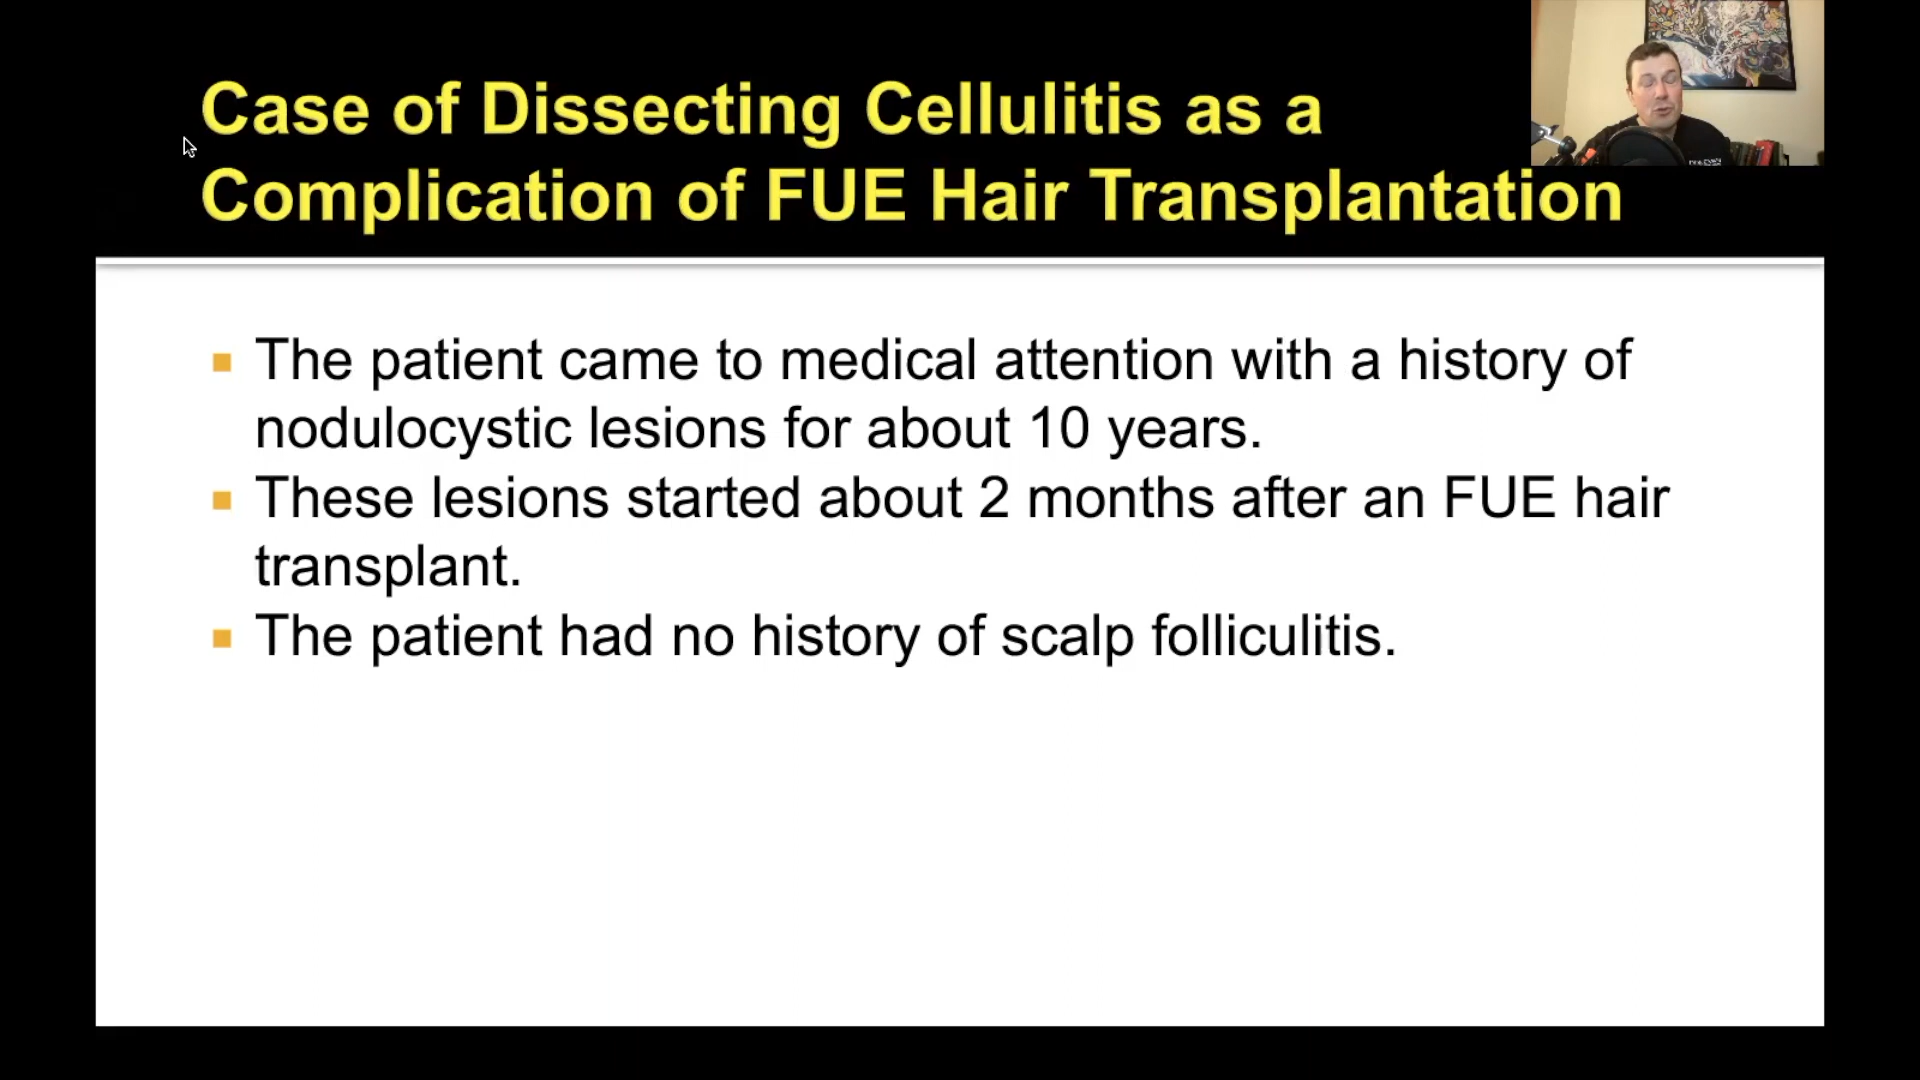 Case of Dissecting Cellulitis as a
Complication of FUE Hair Transplantation
The patient came to medical attention with a history of
nodulocystic lesions for about 10 years.
These lesions started about 2 months after an FUE hair
transplant.
The patient had no history of scalp folliculitis.